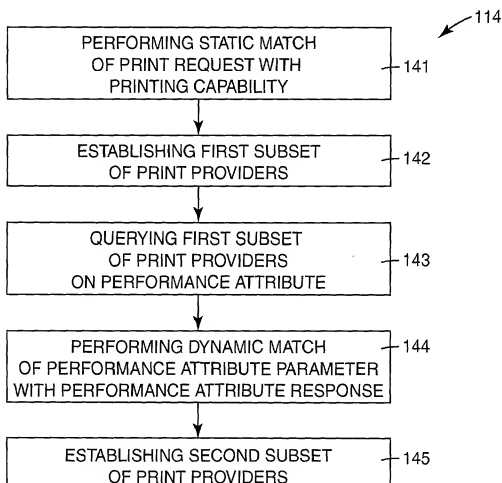 114
PERFORMING STATIC MATCH
OF PRINT REQUEST WITH
PRINTING CAPABILITY
141
ESTABLISHING FIRST SUBSET
OF PRINT PROVIDERS
142
QUERYING FIRST SUBSET
OF PRINT PROVIDERS
ON PERFORMANCE ATTRIBUTE
143
PERFORMING DYNAMIC MATCH
OF PERFORMANCE ATTRIBUTE PARAMETER
WITH PERFORMANCE ATTRIBUTE RESPONSE
144
ESTABLISHING SECOND SUBSET
OF PRINT PROVIDERS
145